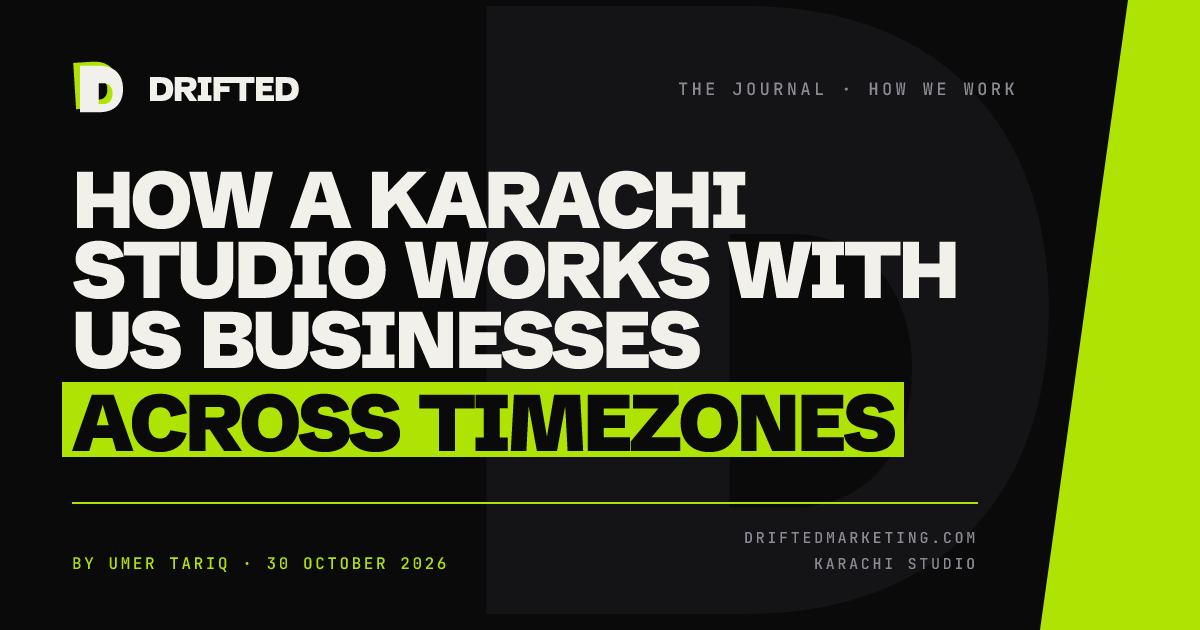 DRIFTED
THE JOURNAL · HOW WE WORK
HOW A KARACHI
STUDIO WORKS WITH
US BUSINESSES
ACROSS TIMEZONES
DRIFTEDMARKETING.COM
BY UMER TARIQ · 30 OCTOBER 2026
KARACHI STUDIO